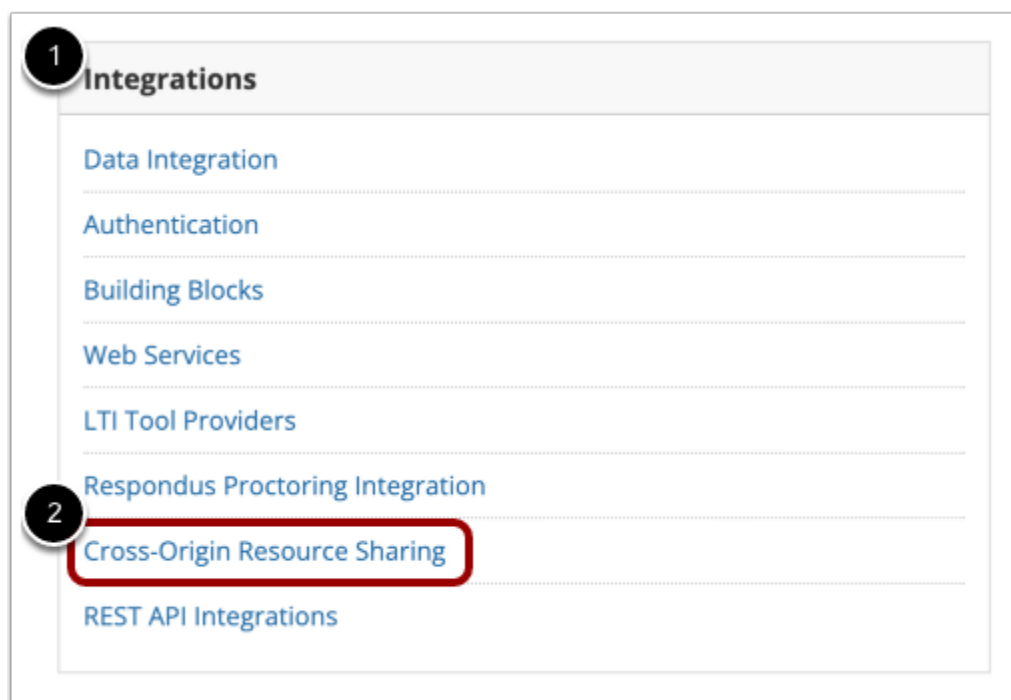 1
Integrations
Data Integration
Authentication
Building Blocks
Web Services
LTI Tool Providers
Respondus Proctoring Integration
2
Cross-Origin Resource Sharing
REST API Integrations